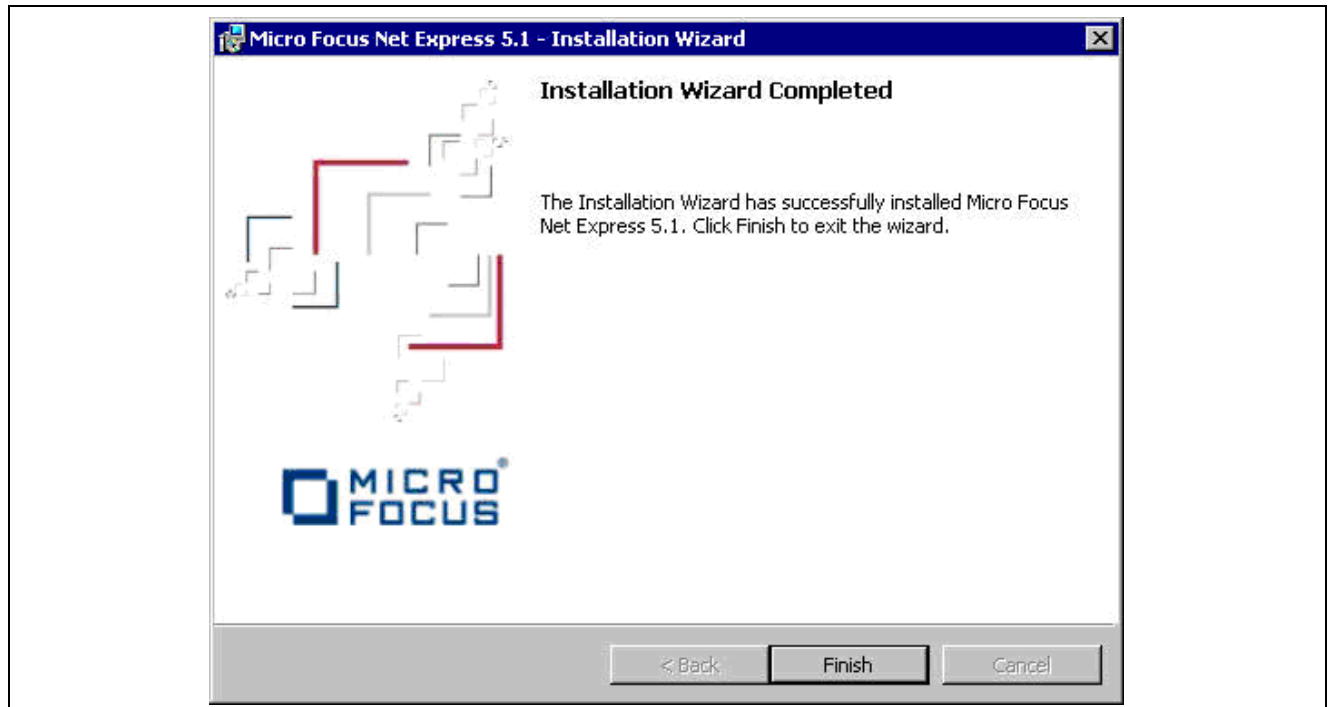 Micro Focus Net Express 5.1 - Installation Wizard
Installation Wizard Completed
The Installation Wizard has successfully installed Micro Focus
Net Express 5.1. Click Finish to exit the wizard.
MICRO
FOCUS®
< Back
Finish
Cancel